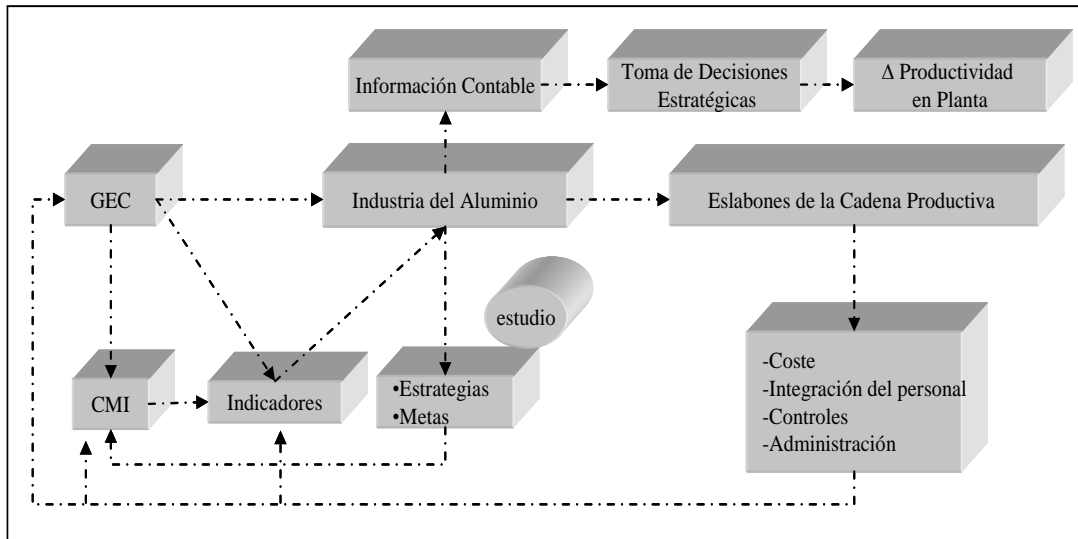 Información Contable
Toma de Decisiones
Estratégicas
Δ Productividad
en Planta
GEC
Industria del Aluminio
Eslabones de la Cadena Productiva
estudio
CMI
Indicadores
•Estrategias
•Metas
-Coste
-Integración del personal
-Controles
-Administración